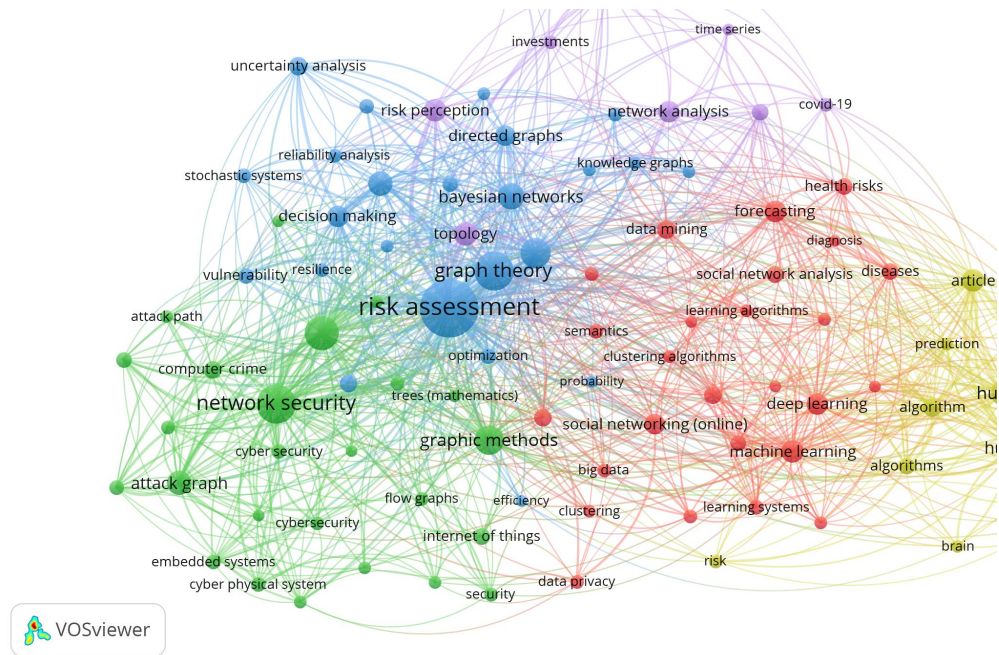 time series
investments
uncertainty analysis
covid-19
risk perception
network analysis
directed graphs
reliability analysis
knowledge graphs
stochastic systems
health risks
bayesian networks
forecasting
decision making
data mining
topology
diagnosis
graph theory
vulnerability
resilience
social network analysis
diseases
article
risk assessment
learning algorithms
attack path
semantics
prediction
optimization
clustering algorithms
computer crime
probability
trees (mathematics)
hu
network security
deep learning
algorithm
social networking (online)
graphic methods
hu
cyber security
machine learning
big data
algorithms
attack graph
flow graphs
efficiency
learning systems
clustering
cybersecurity
internet of things
brain
embedded systems
risk
cyber physical system
data privacy
security
VOSviewer